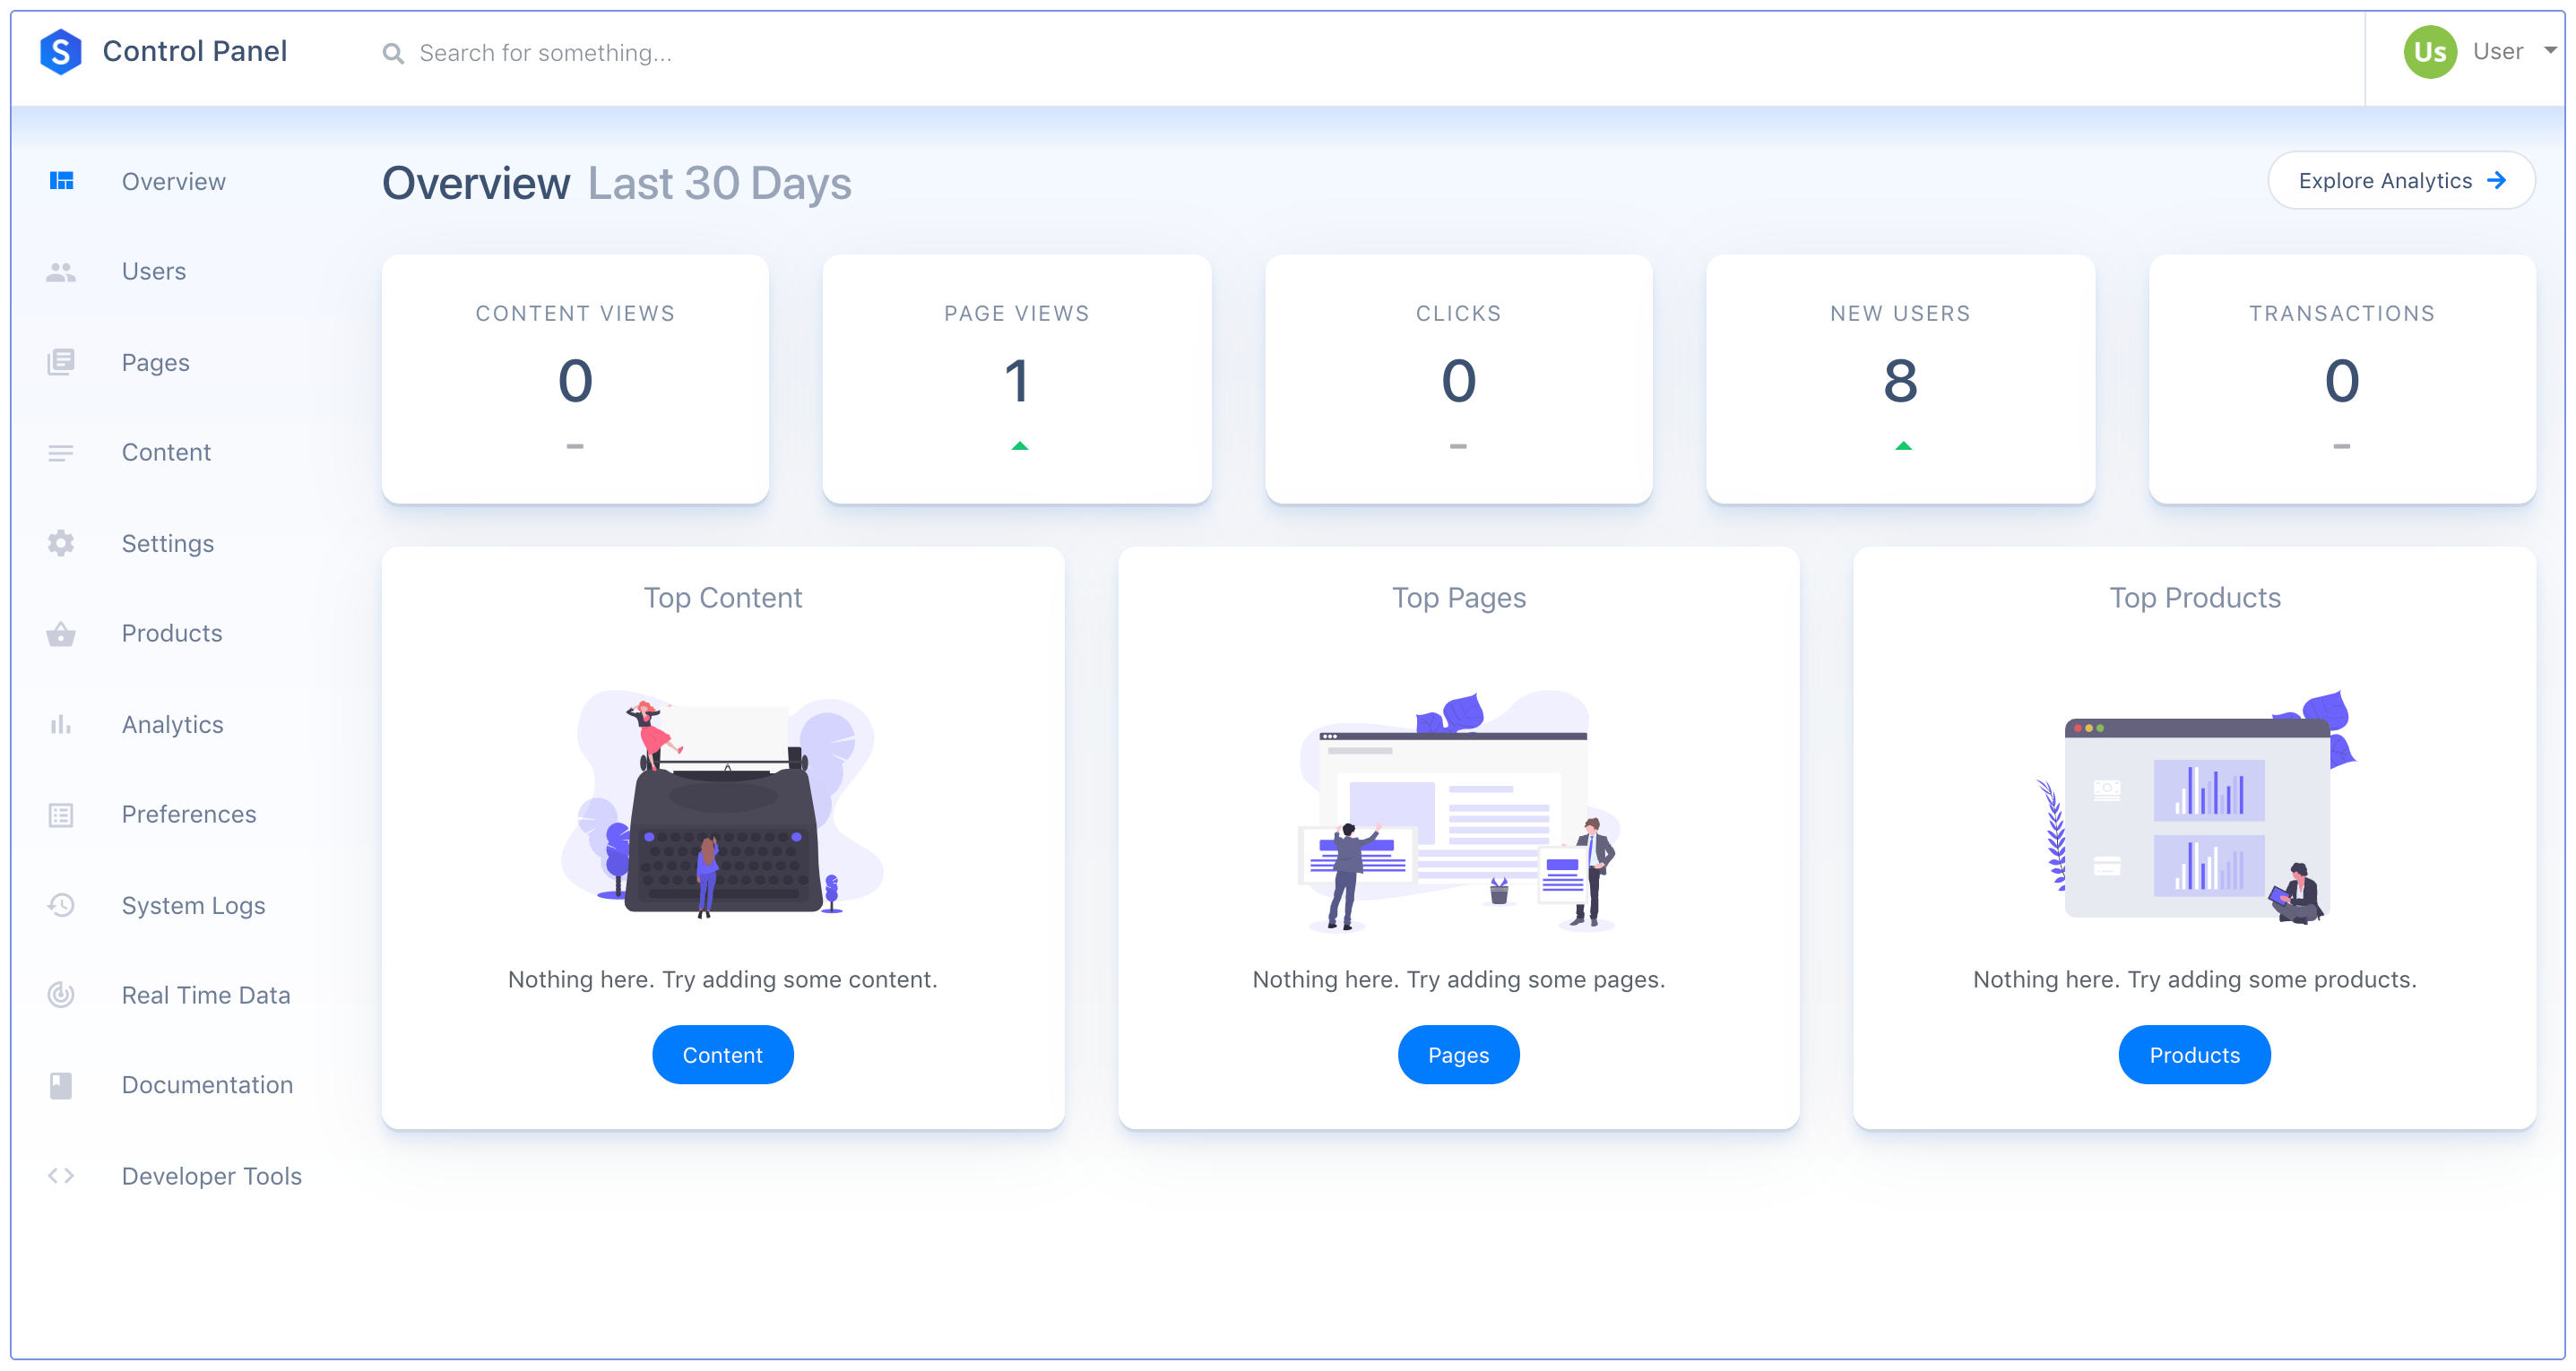 S Control Panel
Search for something...
Us User
Overview
Users
Pages
Content
Settings
Products
Analytics
Preferences
System Logs
Real Time Data
Documentation
Developer Tools
Overview Last 30 Days
Explore Analytics
CONTENT VIEWS
0
PAGE VIEWS
1
CLICKS
0
NEW USERS
8
TRANSACTIONS
0
Top Content
Nothing here. Try adding some content.
Content
Top Pages
Nothing here. Try adding some pages.
Pages
Top Products
Nothing here. Try adding some products.
Products